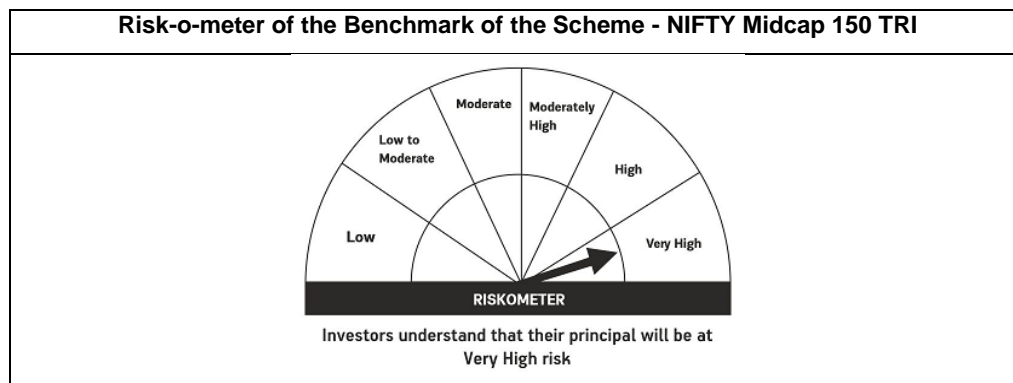 Risk-o-meter of the Benchmark of the Scheme - NIFTY Midcap 150 TRI
Moderate
Moderately
High
Low to
Moderate
High
Low
Very High
RISKOMETER
Investors understand that their principal will be at
Very High risk